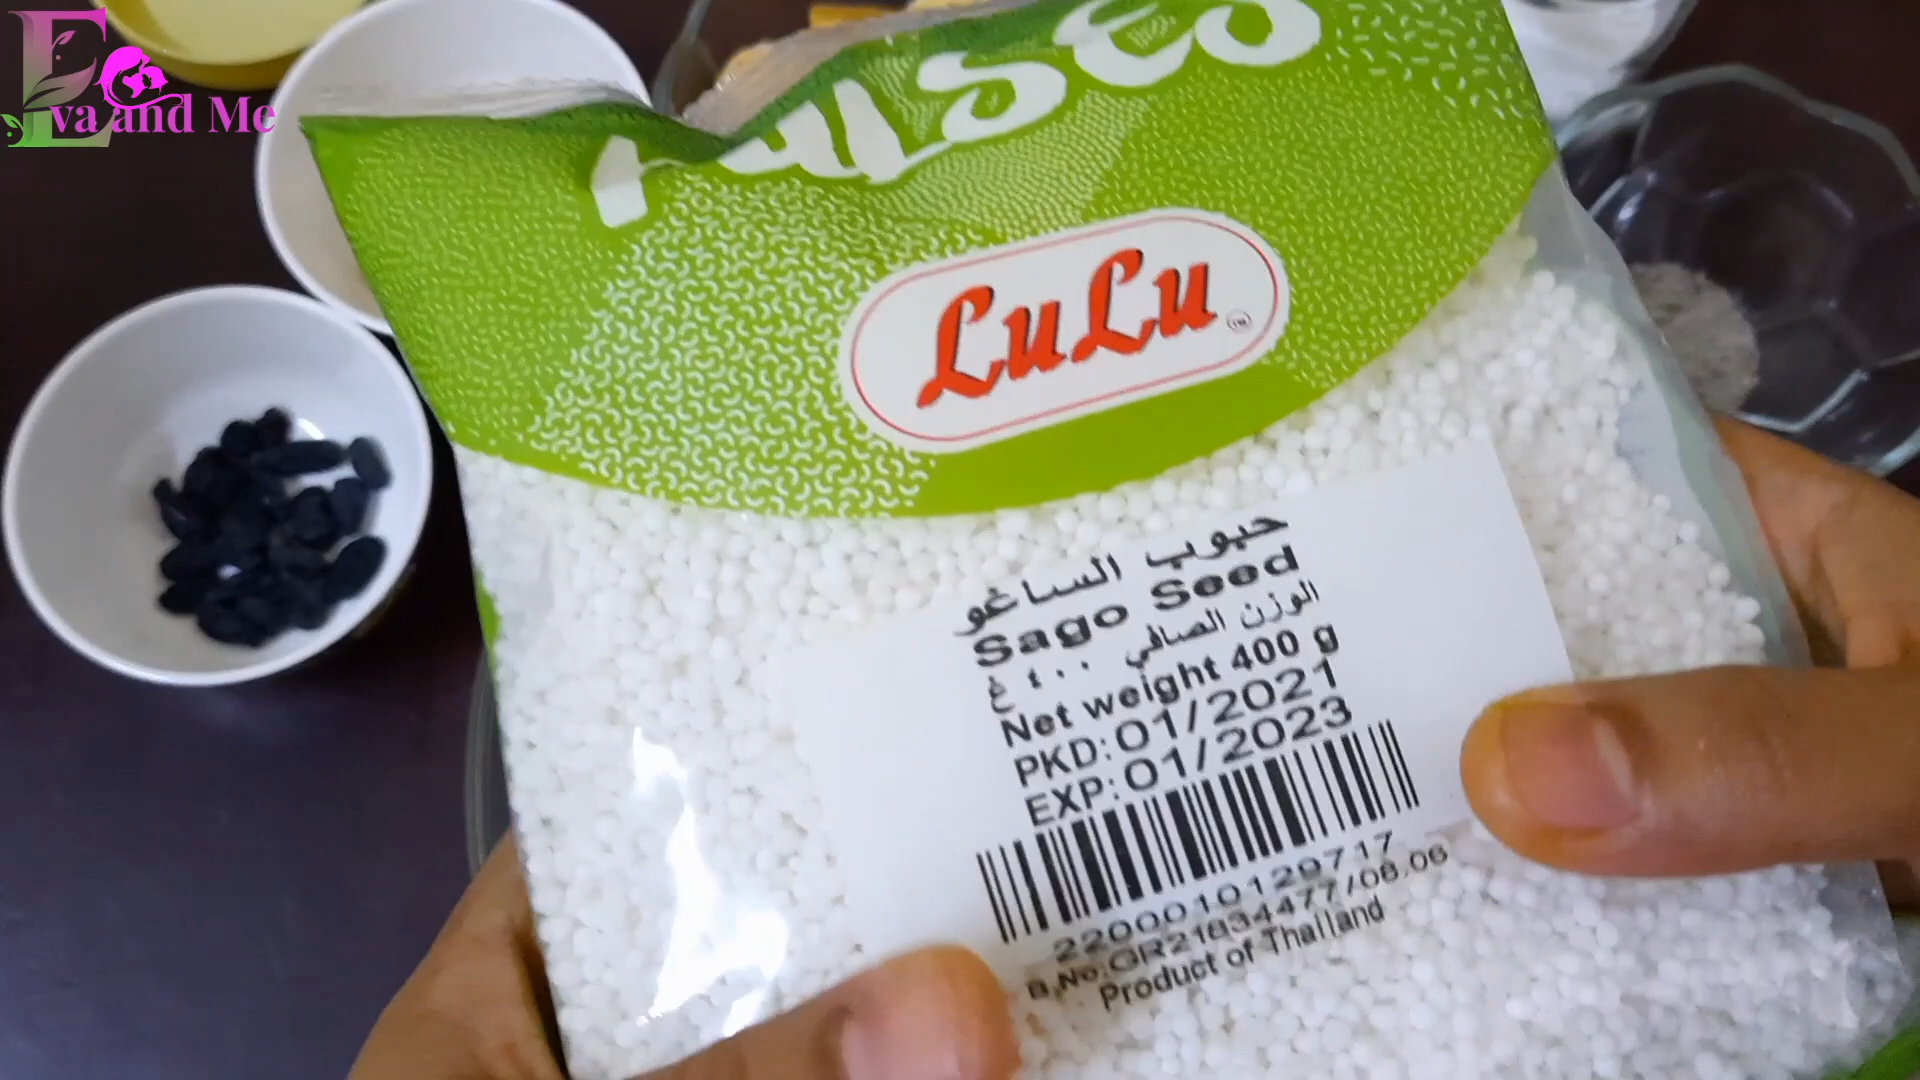 Eva and Me
PULSES
LuLu
حبوب الساغو
Sago Seed
الوزن الصافي
٤٠٠ غ
Net weight 400 g
PKD: 01/2021
EXP: 01/2023
2200010129717
B.No:GR21834477/08.06
Product of Thailand